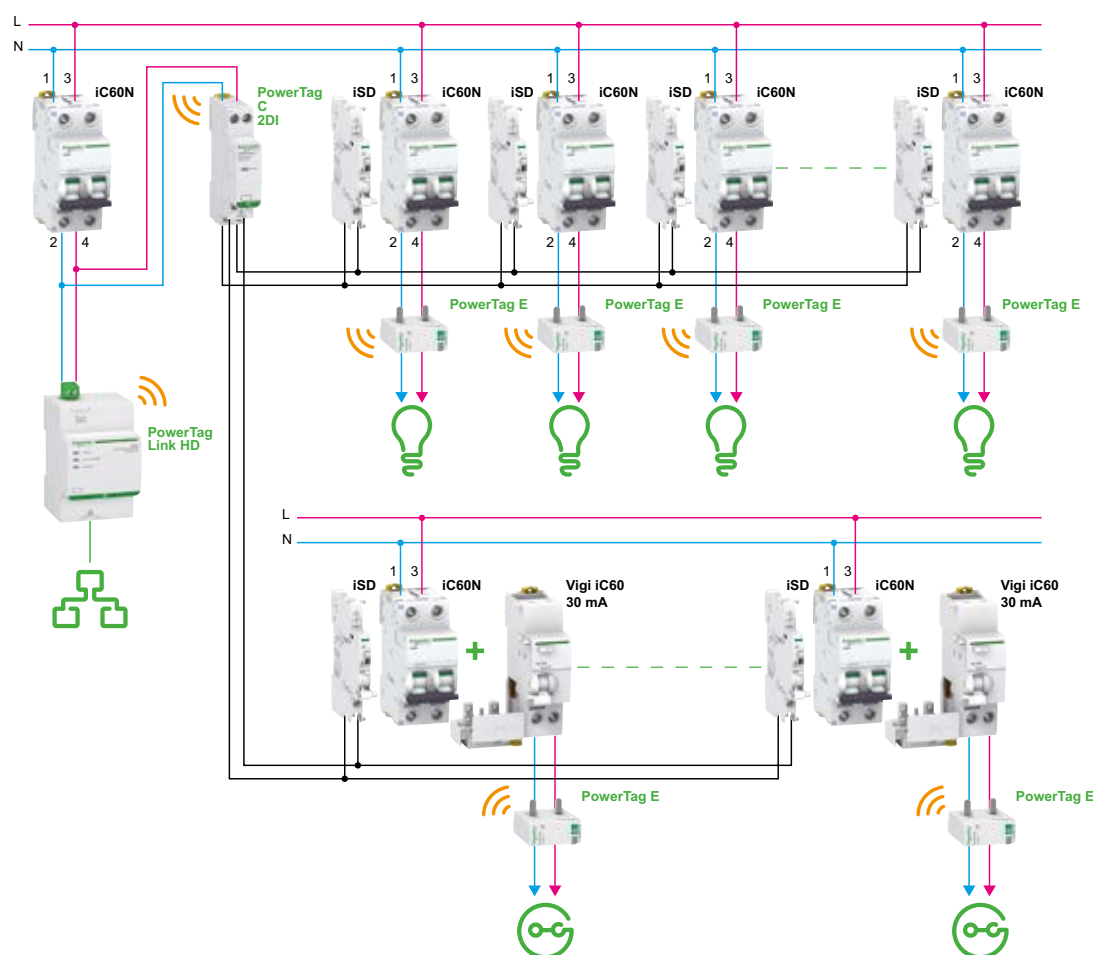 L
N
1 3 iC60N
PowerTag
C
2DI
iSD 1 3 iC60N
iSD 1 3 iC60N
iSD 1 3 iC60N
iSD 1 3 iC60N
2 4
2 4
2 4
2 4
2 4
PowerTag E
PowerTag E
PowerTag E
PowerTag E
PowerTag
Link HD
L
N
iSD 1 3 iC60N
Vigi iC60
30 mA
iSD 1 3 iC60N
Vigi iC60
30 mA
+
+
PowerTag E
PowerTag E